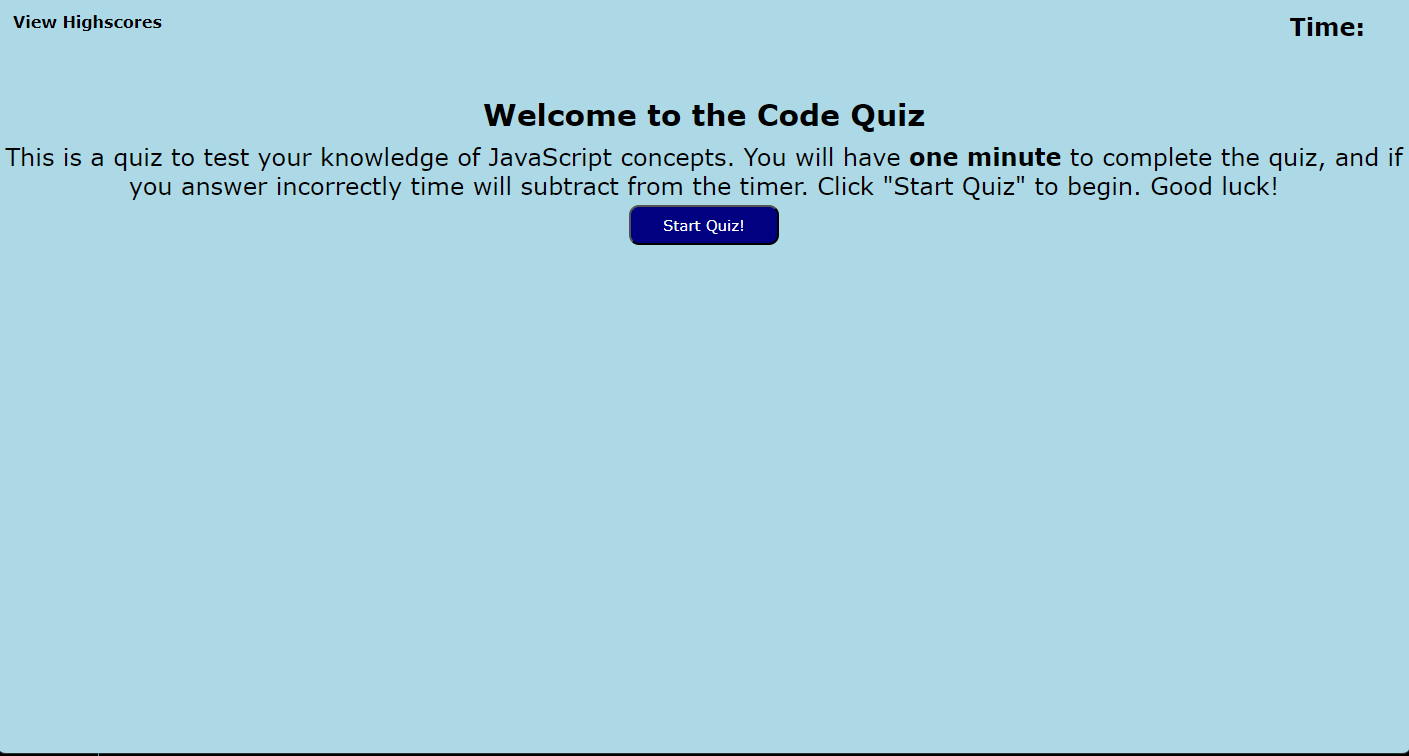 View Highscores
Time:
Welcome to the Code Quiz
This is a quiz to test your knowledge of JavaScript concepts. You will have one minute to complete the quiz, and if
you answer incorrectly time will subtract from the timer. Click "Start Quiz" to begin. Good luck!
Start Quiz!